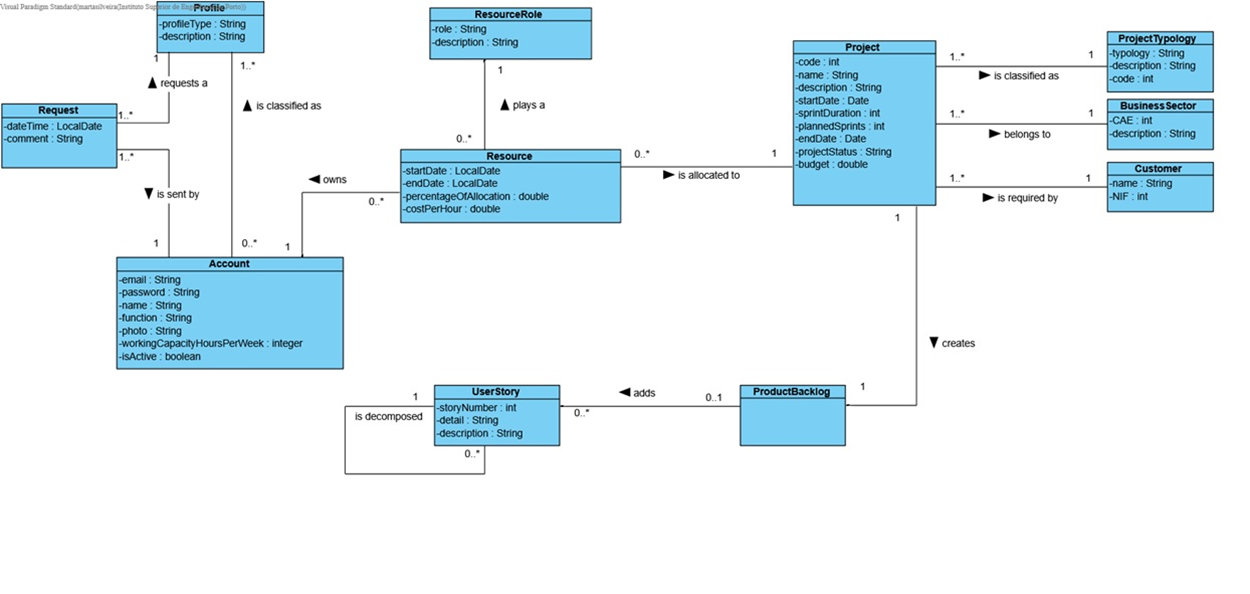 Visual Paradigm Standard(martasilveira(Instituto Superior de Eng Porto))
Profile
-profileType : String
-description : String
1
1..*
requests a
is classified as
Request
-dateTime : LocalDate
-comment : String
1..*
1..*
is sent by
1
0..*
1
Account
-email : String
-password : String
-name : String
-function : String
-photo : String
-workingCapacityHoursPerWeek : integer
-isActive : boolean
ResourceRole
-role : String
-description : String
1
plays a
0..*
Resource
-startDate : LocalDate
-endDate : LocalDate
-percentageOfAllocation : double
-costPerHour : double
owns
0..*
0..*
1
is allocated to
Project
-code : int
-name : String
-description : String
-startDate : Date
-sprintDuration : int
-plannedSprints : int
-endDate : Date
-projectStatus : String
-budget : double
1..*
1
is classified as
ProjectTypology
-typology : String
-description : String
-code : int
1..*
1
belongs to
BusinessSector
-CAE : int
-description : String
1..*
1
is required by
Customer
-name : String
-NIF : int
1
creates
1
ProductBacklog
0..1
adds
0..*
UserStory
-storyNumber : int
-detail : String
-description : String
1
is decomposed
0..*